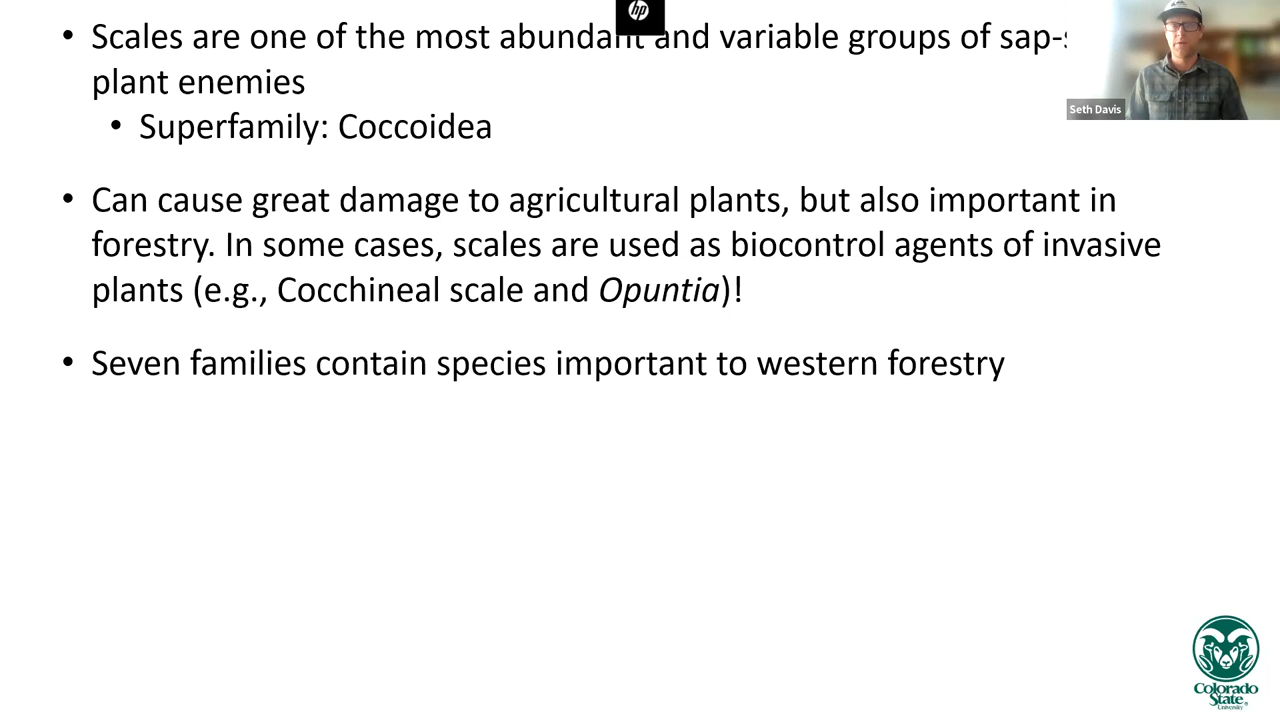 • Scales are one of the most abundant and variable groups of
plant enemies
• Superfamily: Coccoidea
• Can cause great damage to agricultural plants, but also important in
forestry. In some cases, scales are used as biocontrol agents of invasive
plants (e.g., Cocchineal scale and Opuntia)!
• Seven families contain species important to western forestry
hp
Seth Davis
Colorado
State
University